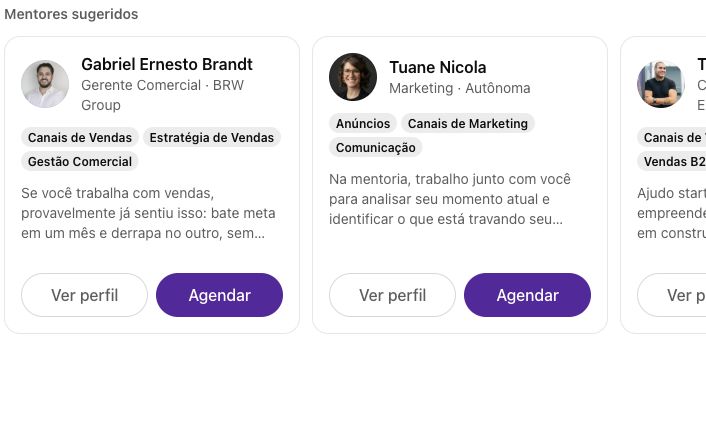 Mentores sugeridos
Gabriel Ernesto Brandt
Gerente Comercial · BRW
Group
Canais de Vendas
Estratégia de Vendas
Gestão Comercial
Se você trabalha com vendas,
provavelmente já sentiu isso: bate meta
em um mês e derrapa no outro, sem...
Ver perfil
Agendar
Tuane Nicola
Marketing · Autônoma
Anúncios
Canais de Marketing
Comunicação
Na mentoria, trabalho junto com você
para analisar seu momento atual e
identificar o que está travando seu...
Ver perfil
Agendar
T
C
E
Canais de
Vendas B2
Ajudo start
empreende
em constru
Ver p